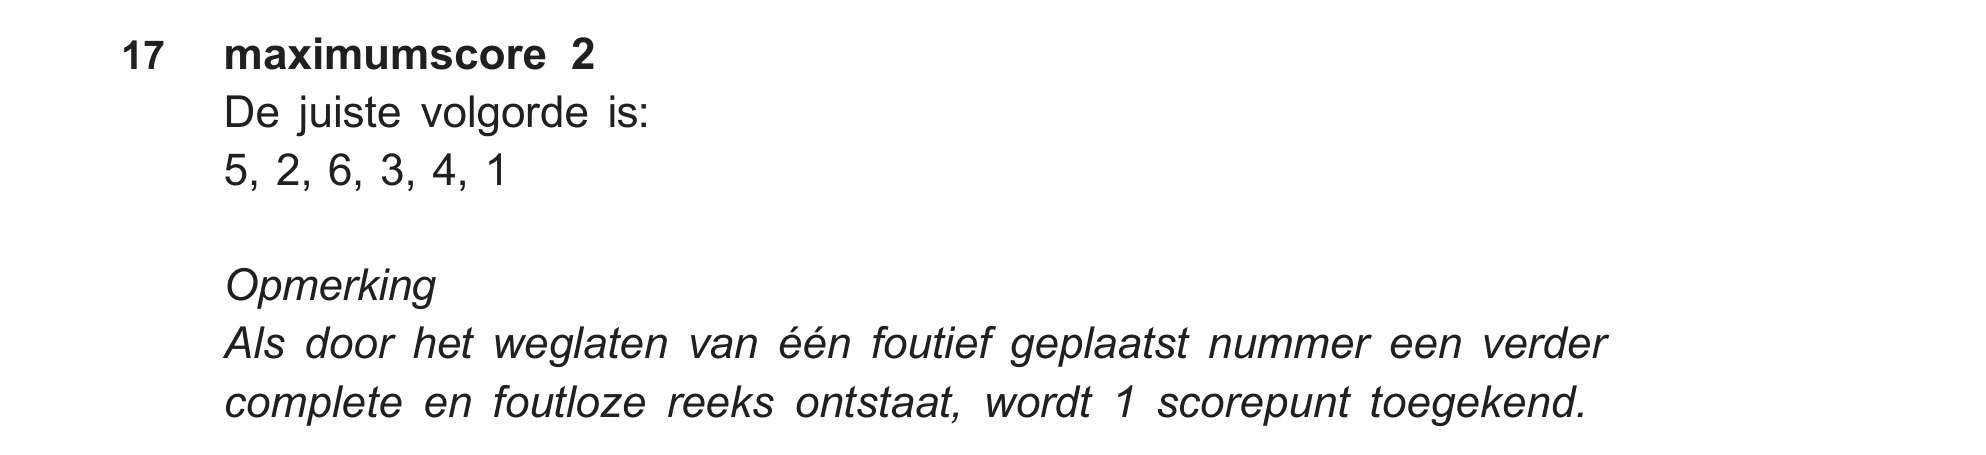 17 maximumscore 2
De juiste volgorde is:
5, 2, 6, 3, 4, 1
Opmerking
Als door het weglaten van één foutief geplaatst nummer een verder
complete en foutloze reeks ontstaat, wordt 1 scorepunt toegekend.